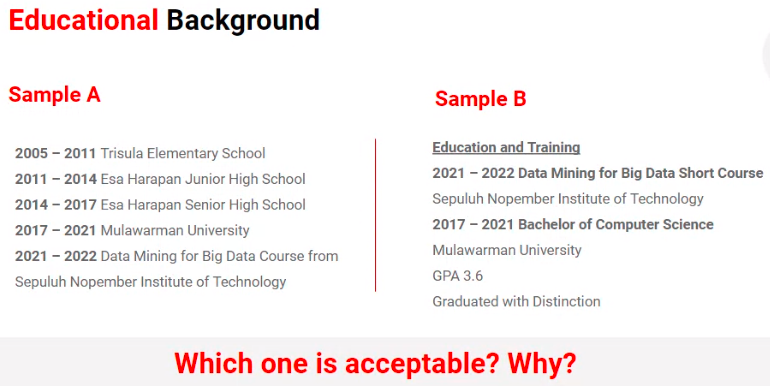 Educational Background
Sample A
2005 – 2011 Trisula Elementary School
2011 – 2014 Esa Harapan Junior High School
2014 – 2017 Esa Harapan Senior High School
2017 – 2021 Mulawarman University
2021 – 2022 Data Mining for Big Data Course from
Sepuluh Nopember Institute of Technology
Sample B
Education and Training
2021 – 2022 Data Mining for Big Data Short Course
Sepuluh Nopember Institute of Technology
2017 – 2021 Bachelor of Computer Science
Mulawarman University
GPA 3.6
Graduated with Distinction
Which one is acceptable? Why?